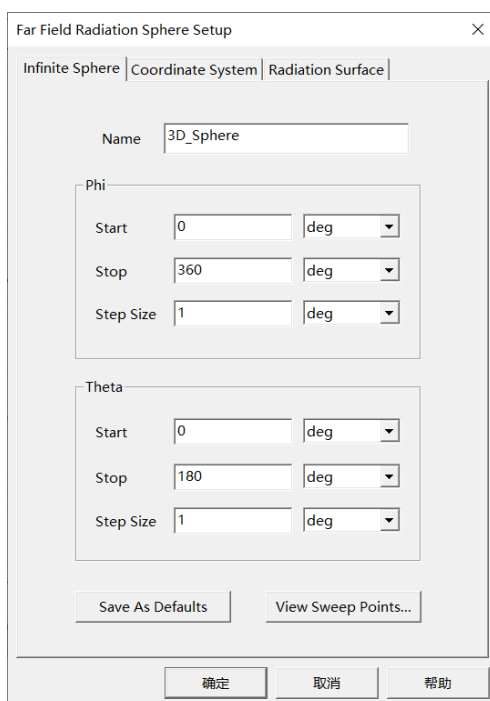 Far Field Radiation Sphere Setup
Infinite Sphere Coordinate System Radiation Surface
Name 3D_Sphere
Phi
Start 0 deg
Stop 360 deg
Step Size 1 deg
Theta
Start 0 deg
Stop 180 deg
Step Size 1 deg
Save As Defaults View Sweep Points...
确定 取消 帮助